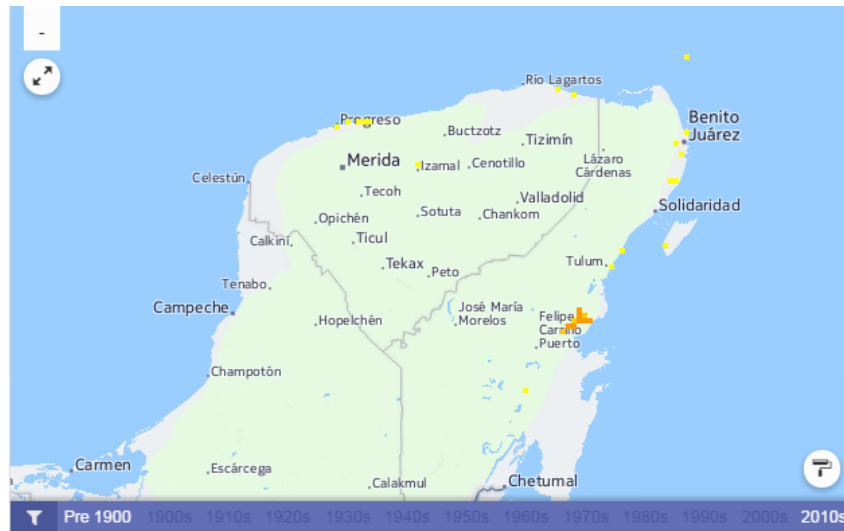 -
Río Lagartos
Progreso
Benito
Juárez
Buctzotz
Tizimín
Merida
Izamal
Cenotillo
Lázaro
Cárdenas
Celestún
Tecoh
Valladolid
Opichén
Sotuta
Chankom
Solidaridad
Calkiní
Ticul
Tekax
Peto
Tulum
Tenabo
Campeche
José María
Morelos
Felipe
Carrillo
Puerto
Hopelchén
Champotón
Carmen
Escárcega
Calakmul
Chetumal
Pre 1900 1900s 1910s 1920s 1930s 1940s 1950s 1960s 1970s 1980s 1990s 2000s 2010s